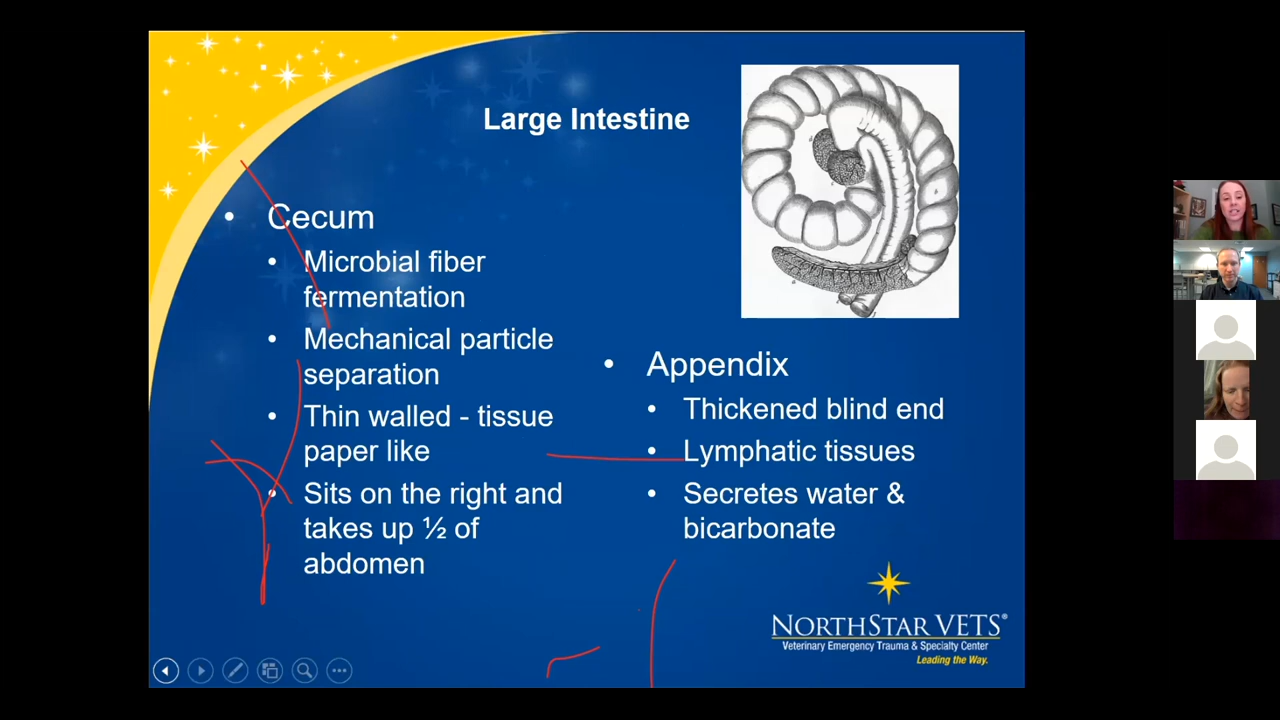 Large Intestine
• Cecum
• Microbial fiber
fermentation
• Mechanical particle
separation
• Thin walled - tissue
paper like
• Sits on the right and
takes up ½ of
abdomen
• Appendix
• Thickened blind end
• Lymphatic tissues
• Secretes water &
bicarbonate
NORTHSTAR VETS®
Veterinary Emergency Trauma & Specialty Center
Leading the Way.